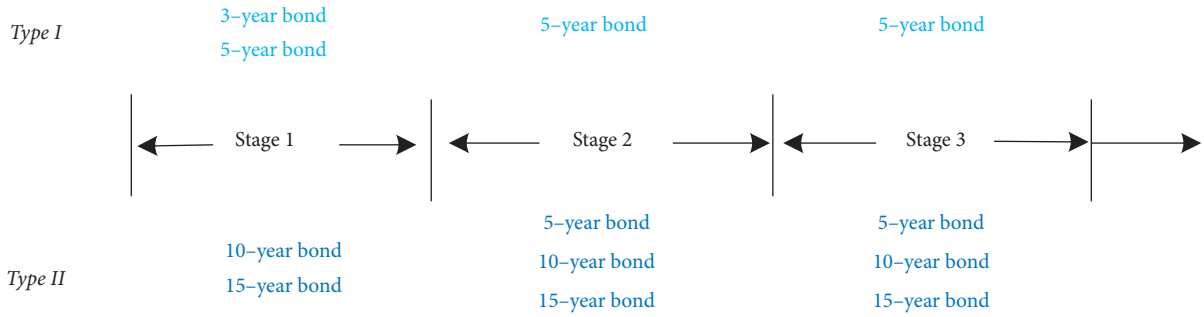 Type I
3–year bond
5–year bond
5–year bond
5–year bond
Stage 1
Stage 2
Stage 3
Type II
10–year bond
15–year bond
5–year bond
10–year bond
15–year bond
5–year bond
10–year bond
15–year bond